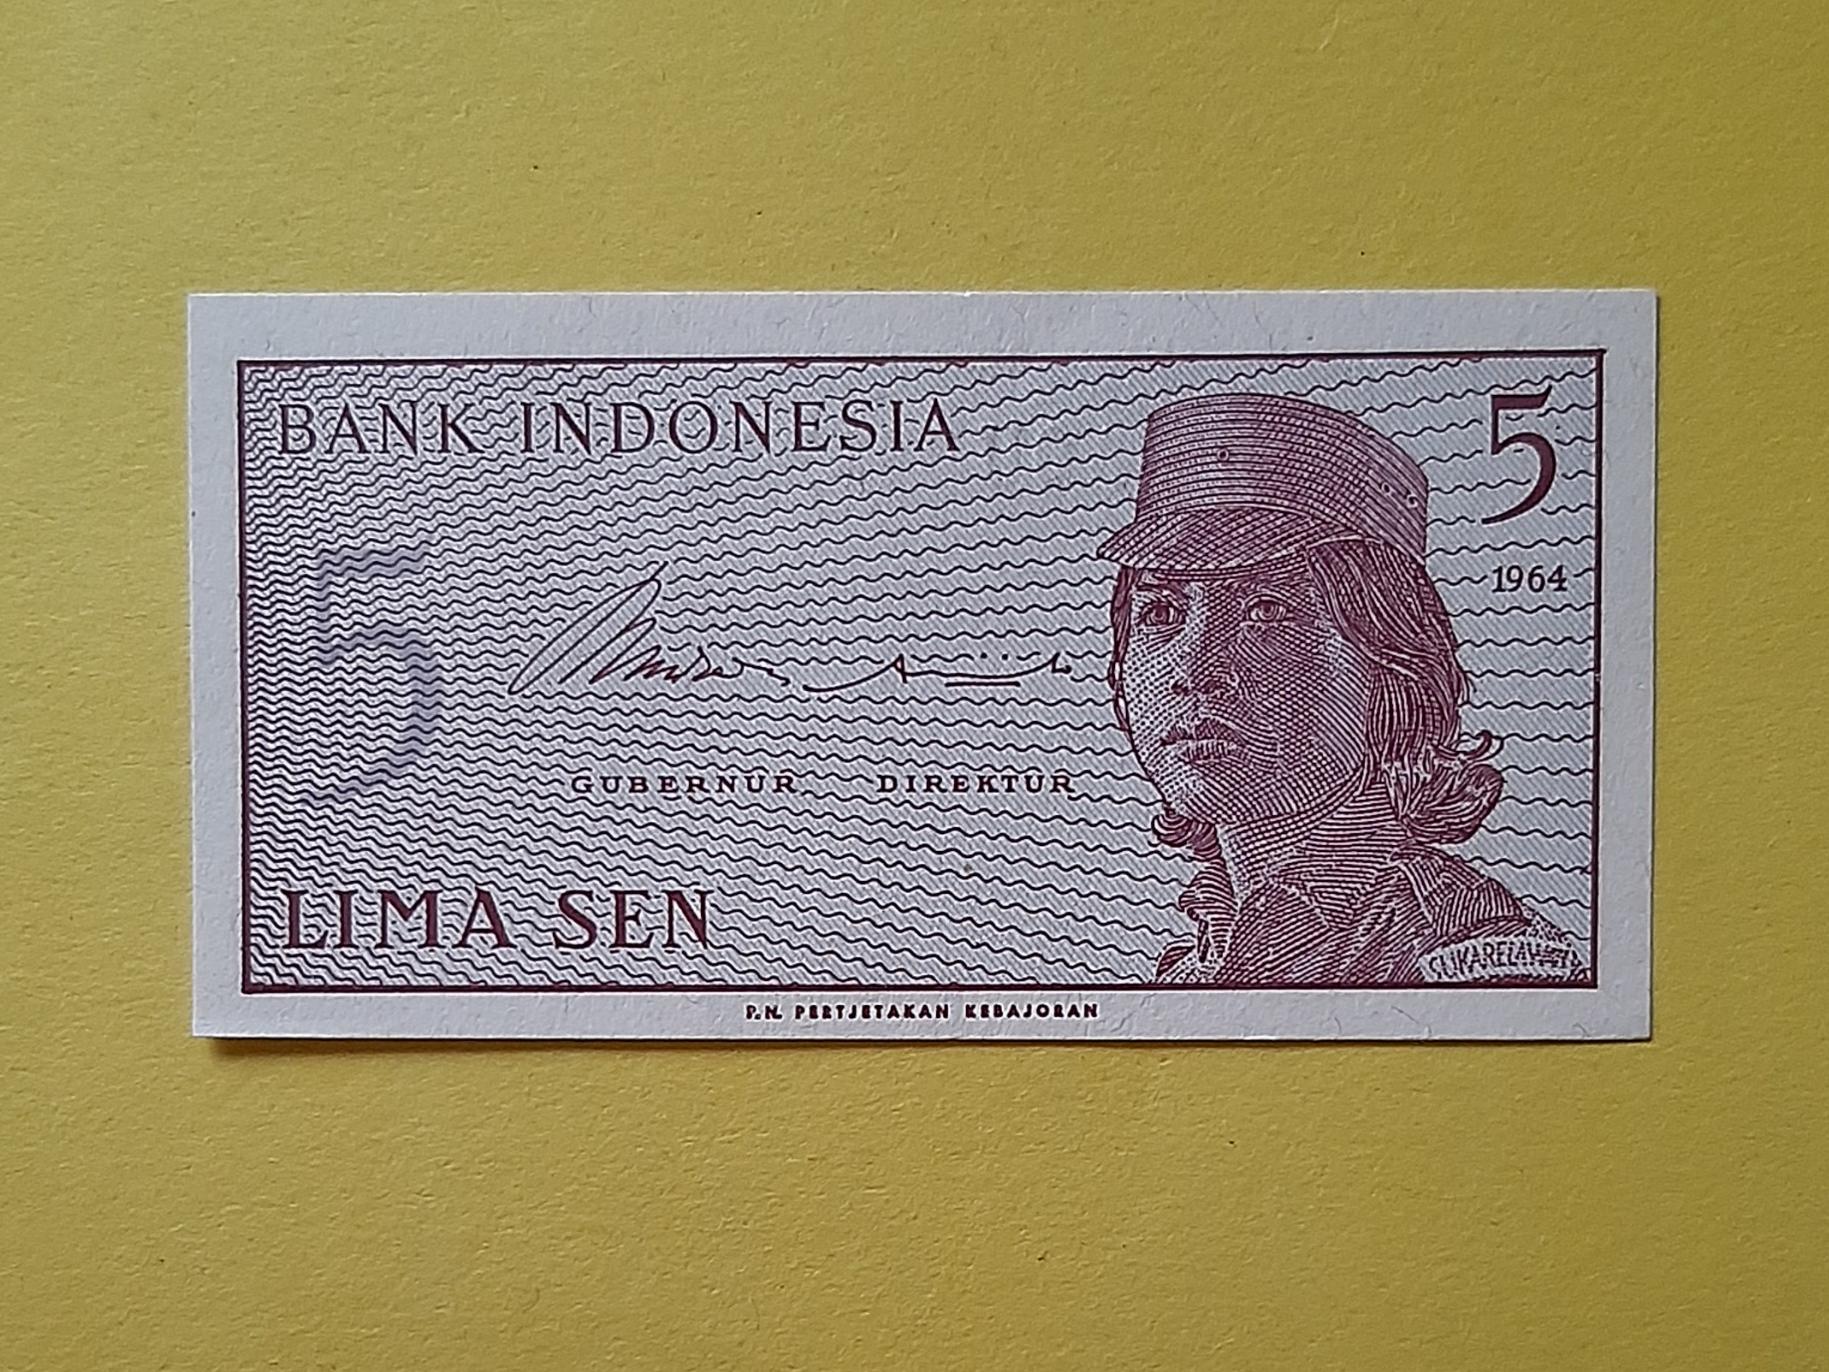 BANK INDONESIA
5
1964
5
GUBERNUR DIREKTUR
LIMA SEN
SUKARELAWATI
P.N. PERTJETAKAN KEBAJORAN